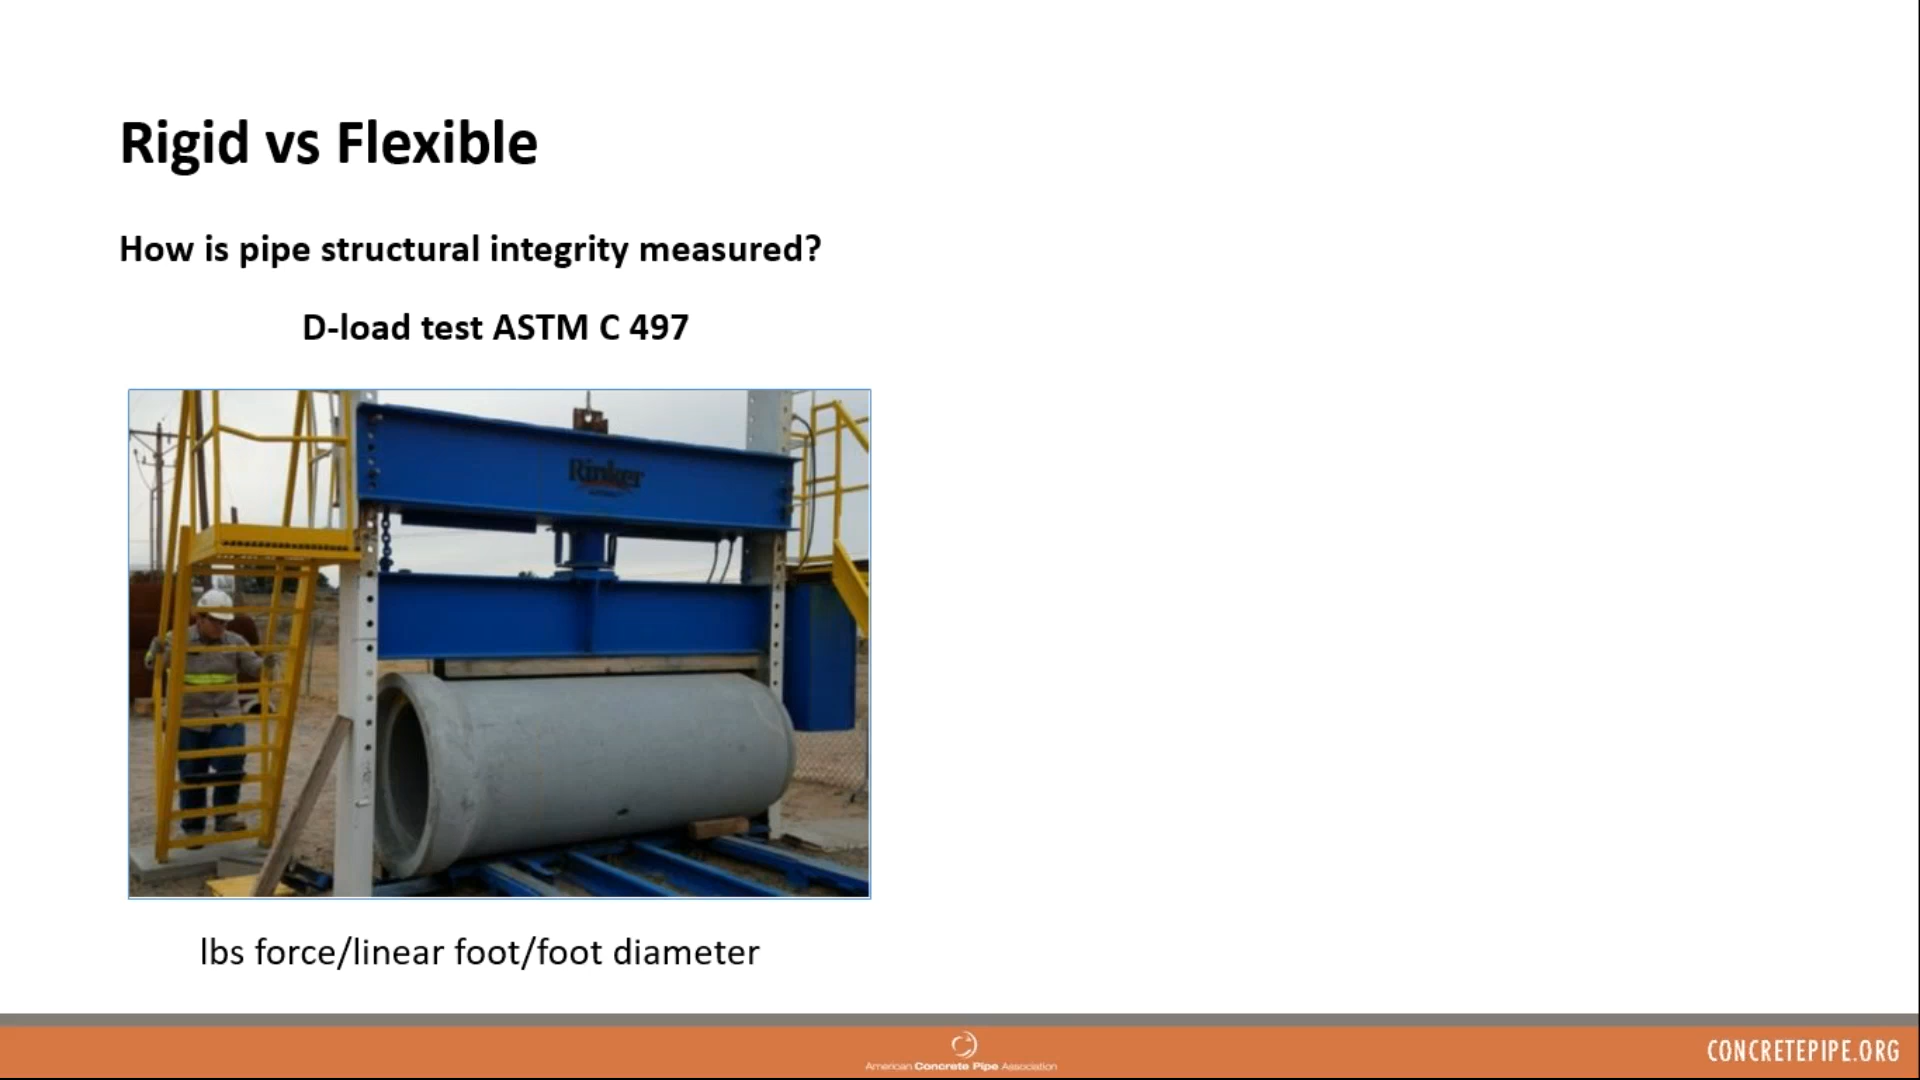 Rigid vs Flexible
How is pipe structural integrity measured?
D-load test ASTM C 497
Rinker
lbs force/linear foot/foot diameter
American Concrete Pipe Association
CONCRETEPIPE.ORG